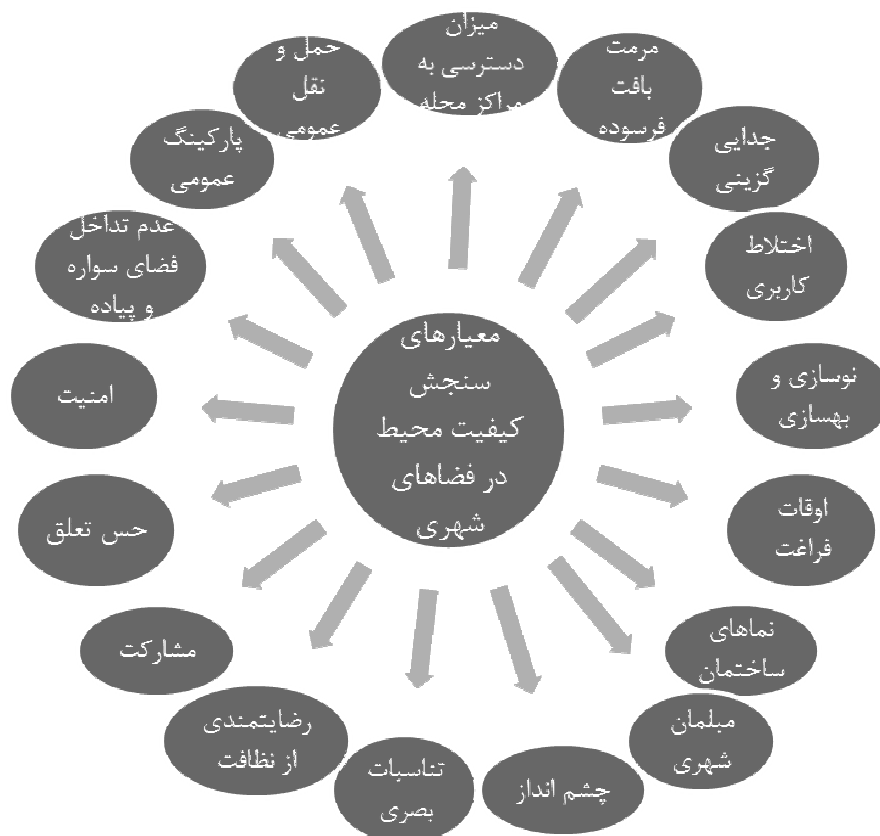 معیارهای
سنجش
کیفیت محیط
در فضاهای
شهری
میزان
دسترسی به
مراکز محله
مرمت
بافت
فرسوده
جدایی
گزینی
اختلاط
کاربری
نوسازی و
بهسازی
اوقات
فراغت
نماهای
ساختمان
مبلمان
شهری
چشم انداز
تناسبات
بصری
رضایتمندی
از نظافت
مشارکت
حس تعلق
امنیت
عدم تداخل
فضای سواره
و پیاده
پارکینگ
عمومی
حمل و
نقل
عمومی